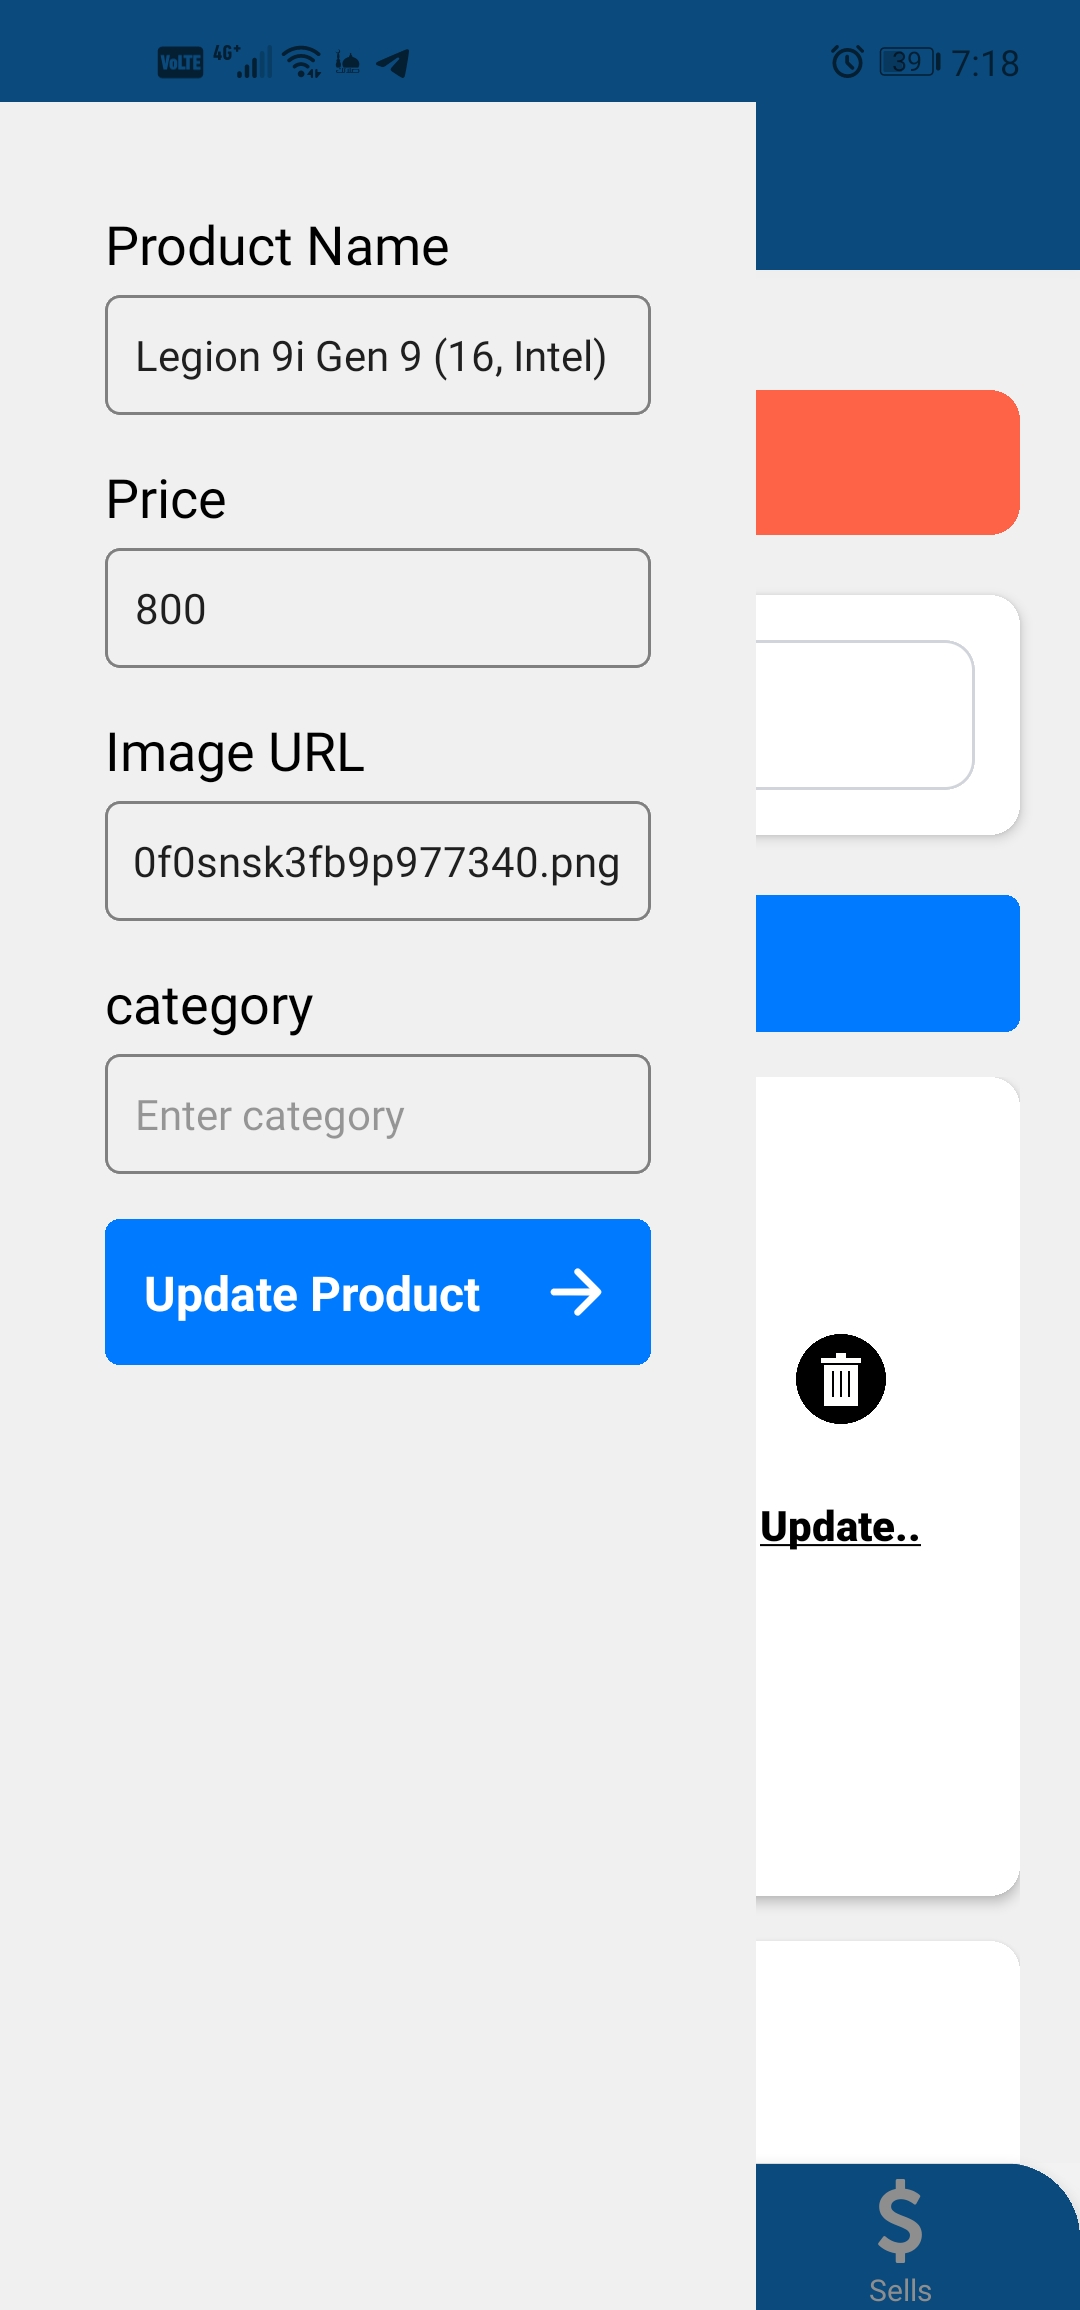 VoLTE 4G+ 39 7:18
Product Name
Legion 9i Gen 9 (16, Intel)
Price
800
Image URL
0f0snsk3fb9p977340.png
category
Enter category
Update Product
Update..
Sells